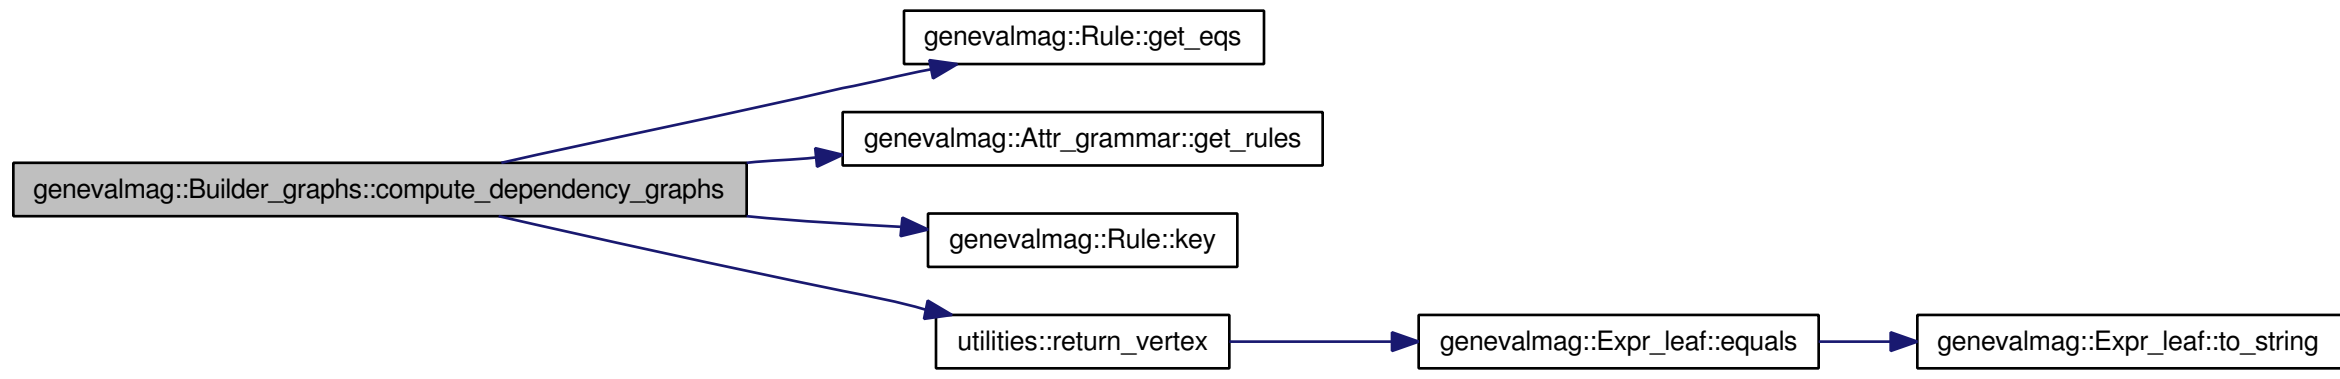 genevalmag::Rule::get_eqs
genevalmag::Attr_grammar::get_rules
genevalmag::Builder_graphs::compute_dependency_graphs
genevalmag::Rule::key
utilities::return_vertex
genevalmag::Expr_leaf::equals
genevalmag::Expr_leaf::to_string